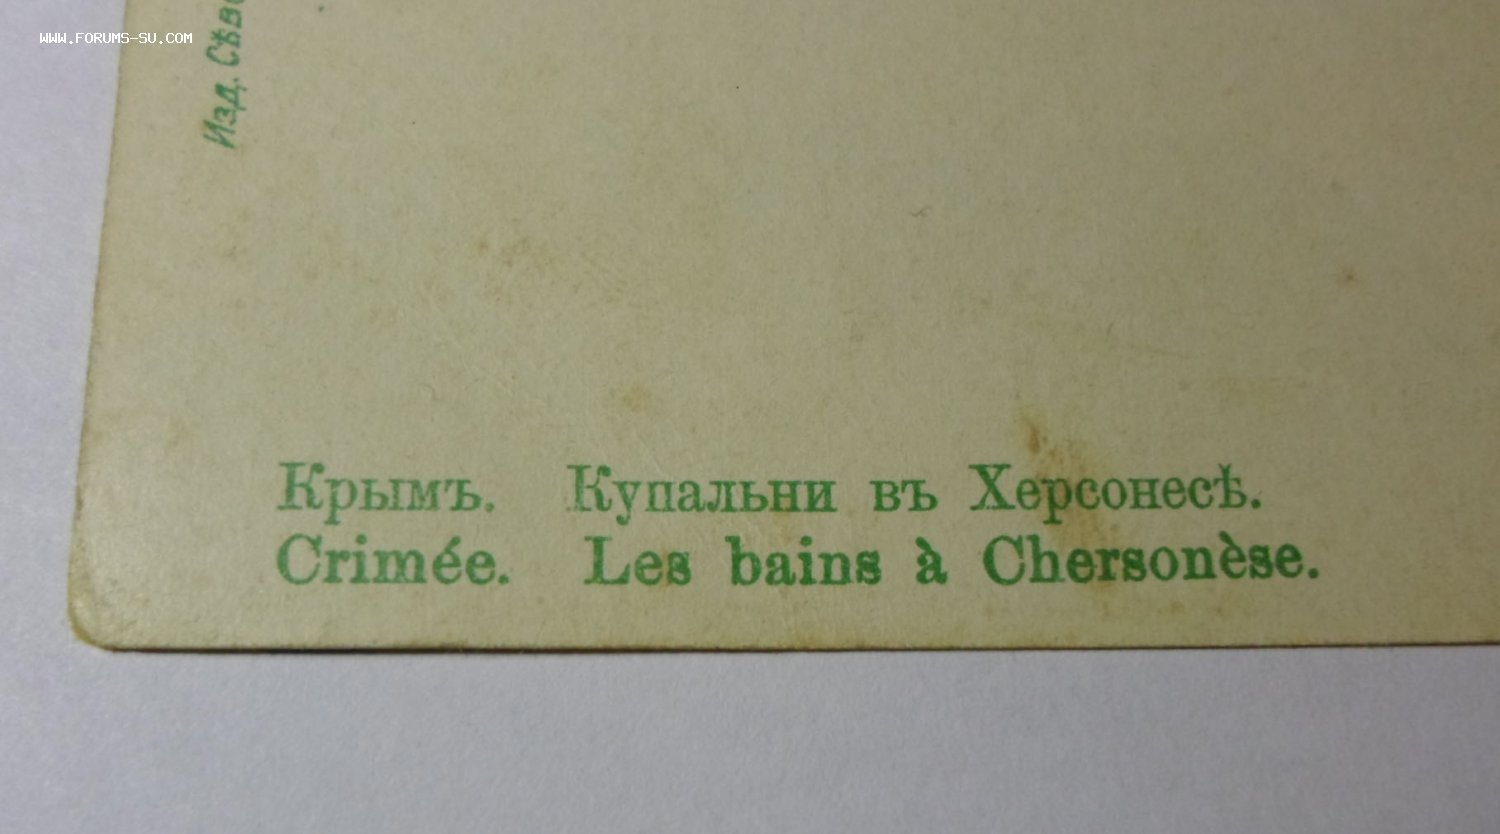 WWW.FORUMS-SU.COM
Изд.
Крымъ. Купальни въ Херсонесѣ.
Crimée. Les bains à Chersonèse.